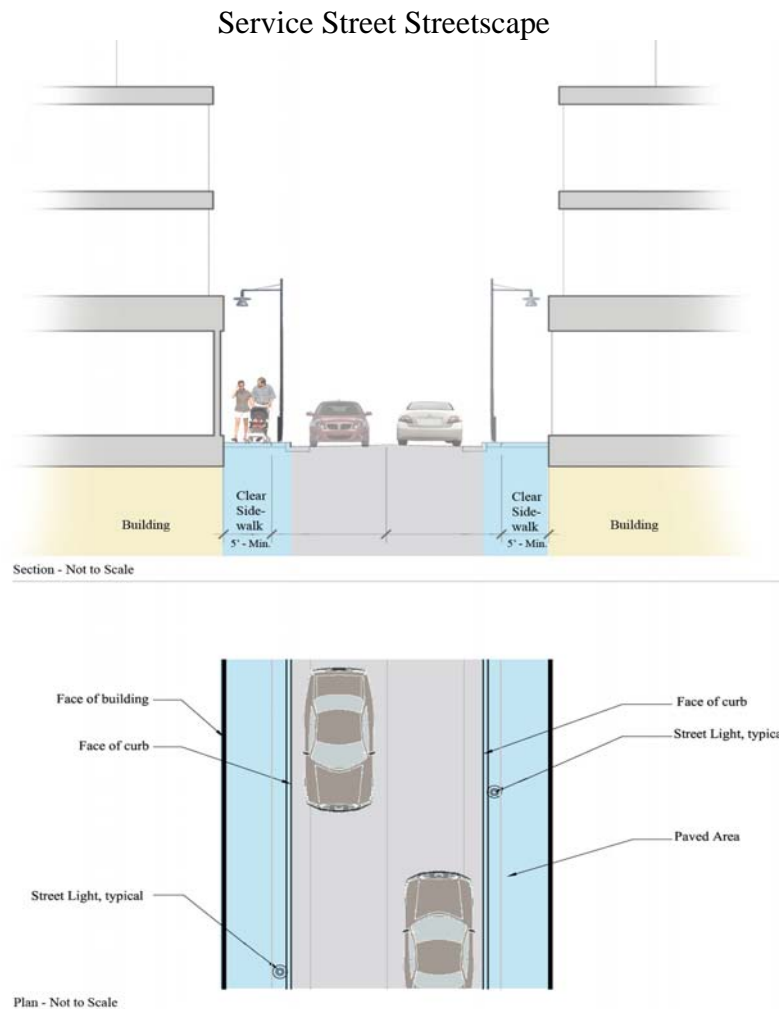 Service Street Streetscape
Clear
Side-
walk
5' - Min.
Clear
Side-
walk
5' - Min.
Building
Building
Section - Not to Scale
Face of building
Face of curb
Face of curb
Street Light, typica
Paved Area
Street Light, typical
Plan - Not to Scale